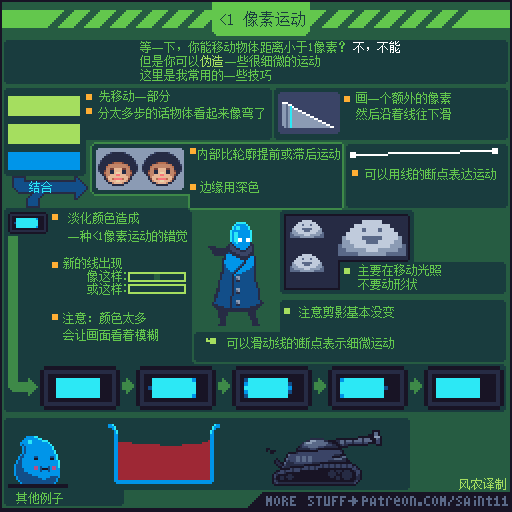 <1 像素运动
等一下，你能移动物体距离小于1像素？ 不，不能
但是你可以伪造一些很细微的运动
这里是我常用的一些技巧
先移动一部分
分太多步的话物体看起来像弯了
画一个额外的像素
然后沿着线往下滑
结合
内部比轮廓提前或滞后运动
边缘用深色
可以用线的断点表达运动
淡化颜色造成
一种<1像素运动的错觉
新的线出现
像这样:
或这样:
注意: 颜色太多
会让画面看着模糊
主要在移动光照
不要动形状
注意剪影基本没变
可以滑动线的断点表示细微运动
其他例子
风农译制
MORE STUFF→PATREON.COM/SAINT11